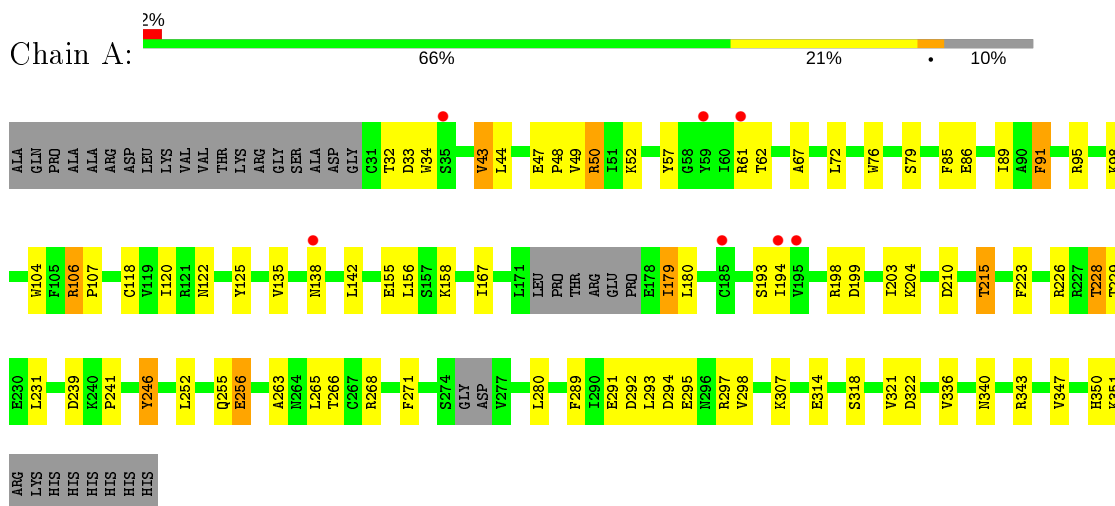 2%
Chain A:
66% 21% • 10%
ALA GLN PRO ALA ALA ARG ASP LEU LYS VAL VAL THR LYS ARG GLY SER ALA ASP GLY C31 T32 D33 W34 S35 V43 L44 E47 P48 V49 R50 I51 K52 Y57 G58 Y59 I60 R61 T62 A67 L72 W76 S79 F85 E86 I89 A90 F91 R95 K98
W104 F105 R106 P107 C118 V119 I120 R121 N122 Y125 V135 N138 L142 E155 L156 S157 K158 I167 L171 LEU PRO THR ARG GLU PRO E178 I179 L180 C185 S193 I194 V195 R198 D199 I203 K204 D210 T215 F223 R226 R227 T228 T229
E230 L231 D239 K240 P241 Y246 L252 Q255 E256 A263 N264 L265 T266 C267 R268 F271 S274 GLY ASP V277 L280 F289 I290 E291 D292 L293 D294 E295 N296 R297 V298 K307 E314 S318 V321 D322 V336 N340 R343 V347 H350 K351
ARG LYS HIS HIS HIS HIS HIS HIS